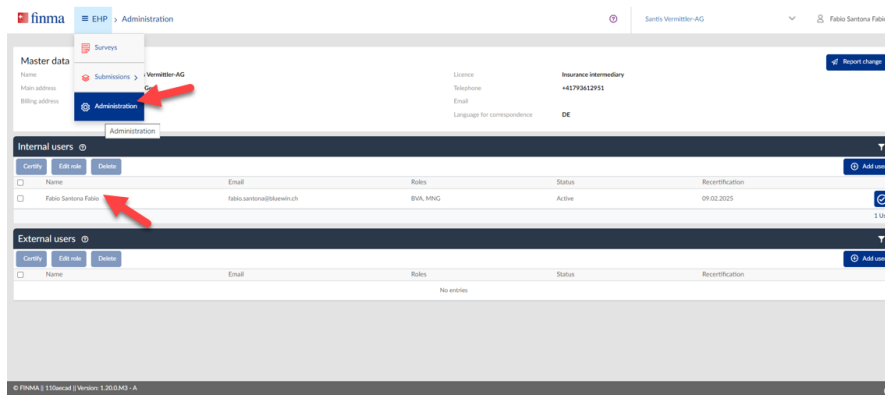 finma EHP > Administration Santis Vermittler-AG Fabio Santona Fabio
Surveys
Submissions >
Administration
Administration
Master data
Report change
Name Vermittler-AG Licence Insurance intermediary
Main address Telephone +41793612951
Billing address Email
Language for correspondence DE
Internal users
Certify Edit role Delete Add use
Name Email Roles Status Recertification
Fabio Santona Fabio fabio.santona@bluewin.ch BVA, MNG Active 09.02.2025
1 U
External users
Certify Edit role Delete Add use
Name Email Roles Status Recertification
No entries
© FINMA || 110aecad || Version: 1.20.0.M3 - A